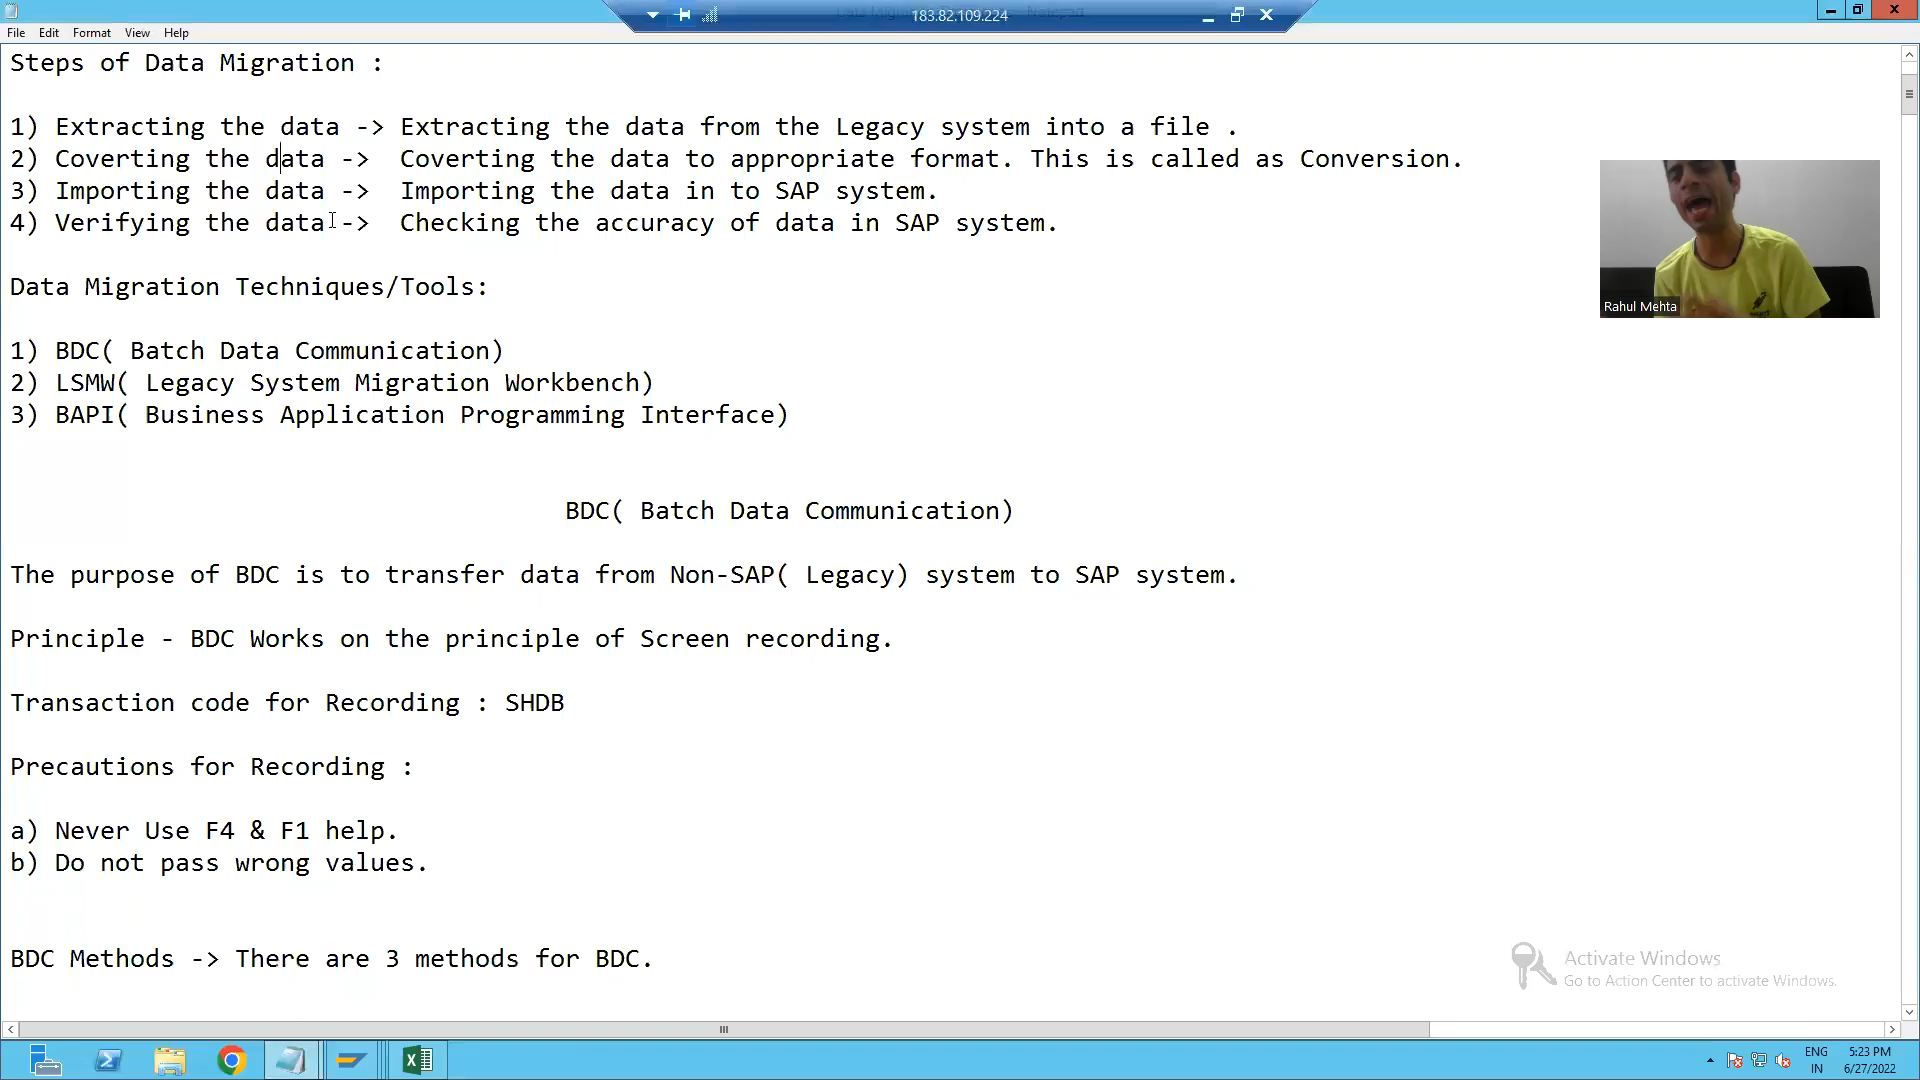 183.82.109.224
File Edit Format View Help
Steps of Data Migration :
1) Extracting the data -> Extracting the data from the Legacy system into a file .
2) Coverting the data -> Coverting the data to appropriate format. This is called as Conversion.
3) Importing the data -> Importing the data in to SAP system.
4) Verifying the data -> Checking the accuracy of data in SAP system.
Rahul Mehta
Data Migration Techniques/Tools:
1) BDC( Batch Data Communication)
2) LSMW( Legacy System Migration Workbench)
3) BAPI( Business Application Programming Interface)
BDC( Batch Data Communication)
The purpose of BDC is to transfer data from Non-SAP( Legacy) system to SAP system.
Principle - BDC Works on the principle of Screen recording.
Transaction code for Recording : SHDB
Precautions for Recording :
a) Never Use F4 & F1 help.
b) Do not pass wrong values.
BDC Methods -> There are 3 methods for BDC.
Activate Windows
Go to Action Center to activate Windows.
ENG 5:23 PM
IN 6/27/2022